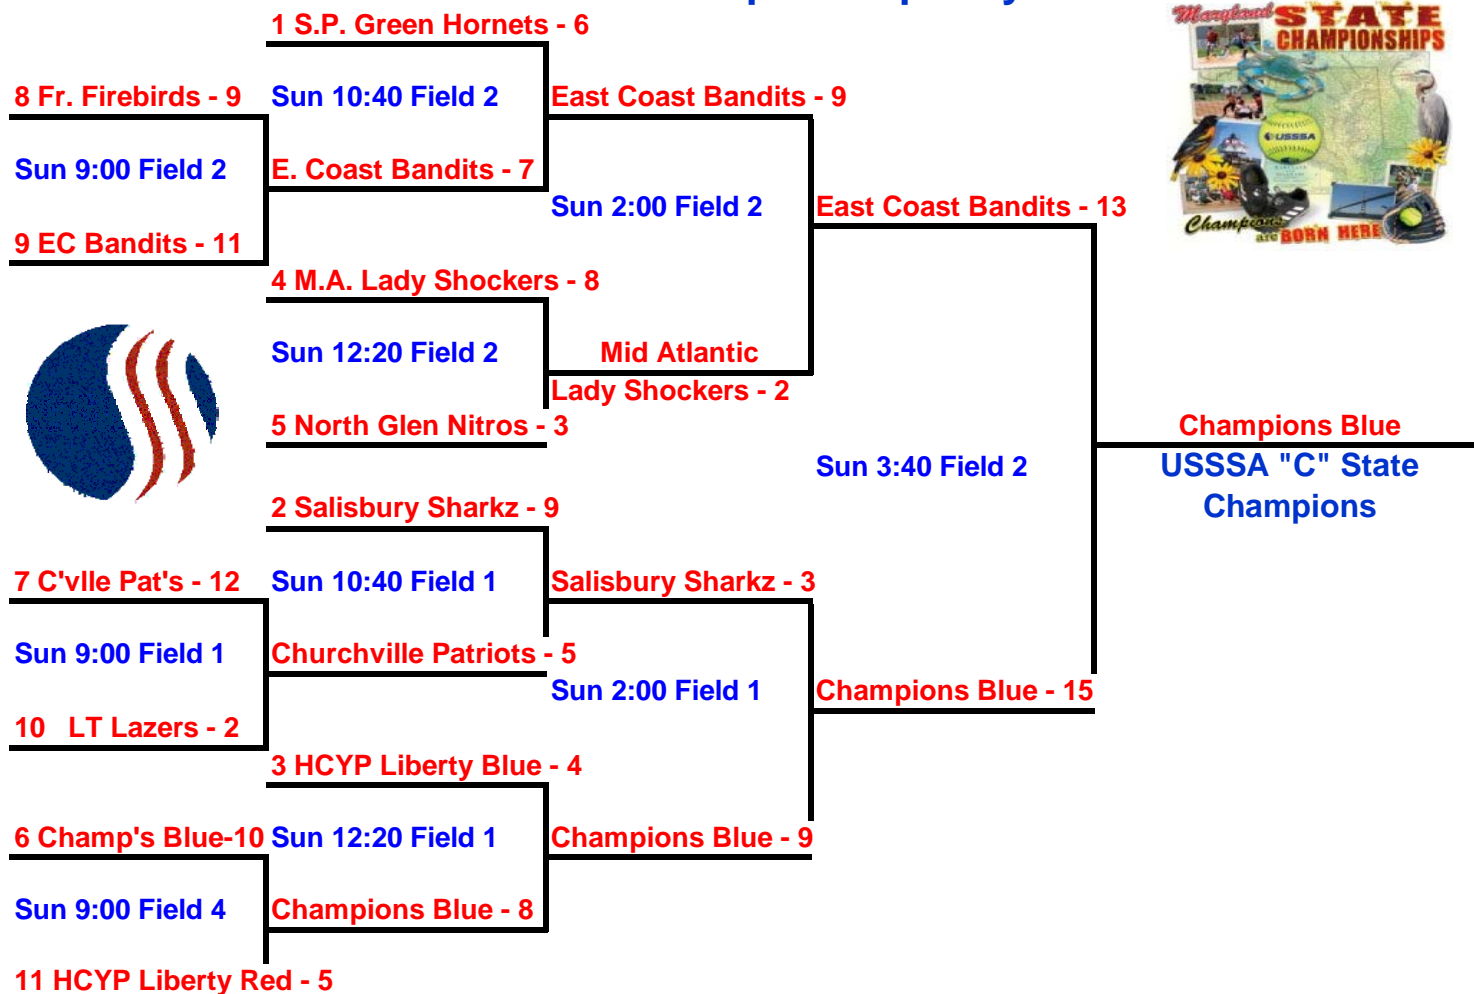 1 S.P. Green Hornets - 6
8 Fr. Firebirds - 9
Sun 10:40 Field 2
East Coast Bandits - 9
Sun 9:00 Field 2
E. Coast Bandits - 7
Sun 2:00 Field 2
East Coast Bandits - 13
9 EC Bandits - 11
4 M.A. Lady Shockers - 8
Sun 12:20 Field 2
Mid Atlantic
Lady Shockers - 2
5 North Glen Nitros - 3
Champions Blue
Sun 3:40 Field 2
USSSA "C" State
Champions
2 Salisbury Sharkz - 9
7 C'vlle Pat's - 12
Sun 10:40 Field 1
Salisbury Sharkz - 3
Sun 9:00 Field 1
Churchville Patriots - 5
Sun 2:00 Field 1
Champions Blue - 15
10 LT Lazers - 2
3 HCYP Liberty Blue - 4
6 Champ's Blue-10
Sun 12:20 Field 1
Champions Blue - 9
Sun 9:00 Field 4
Champions Blue - 8
11 HCYP Liberty Red - 5
Maryland STATE
CHAMPIONSHIPS
USSSA
Champions
are BORN HERE